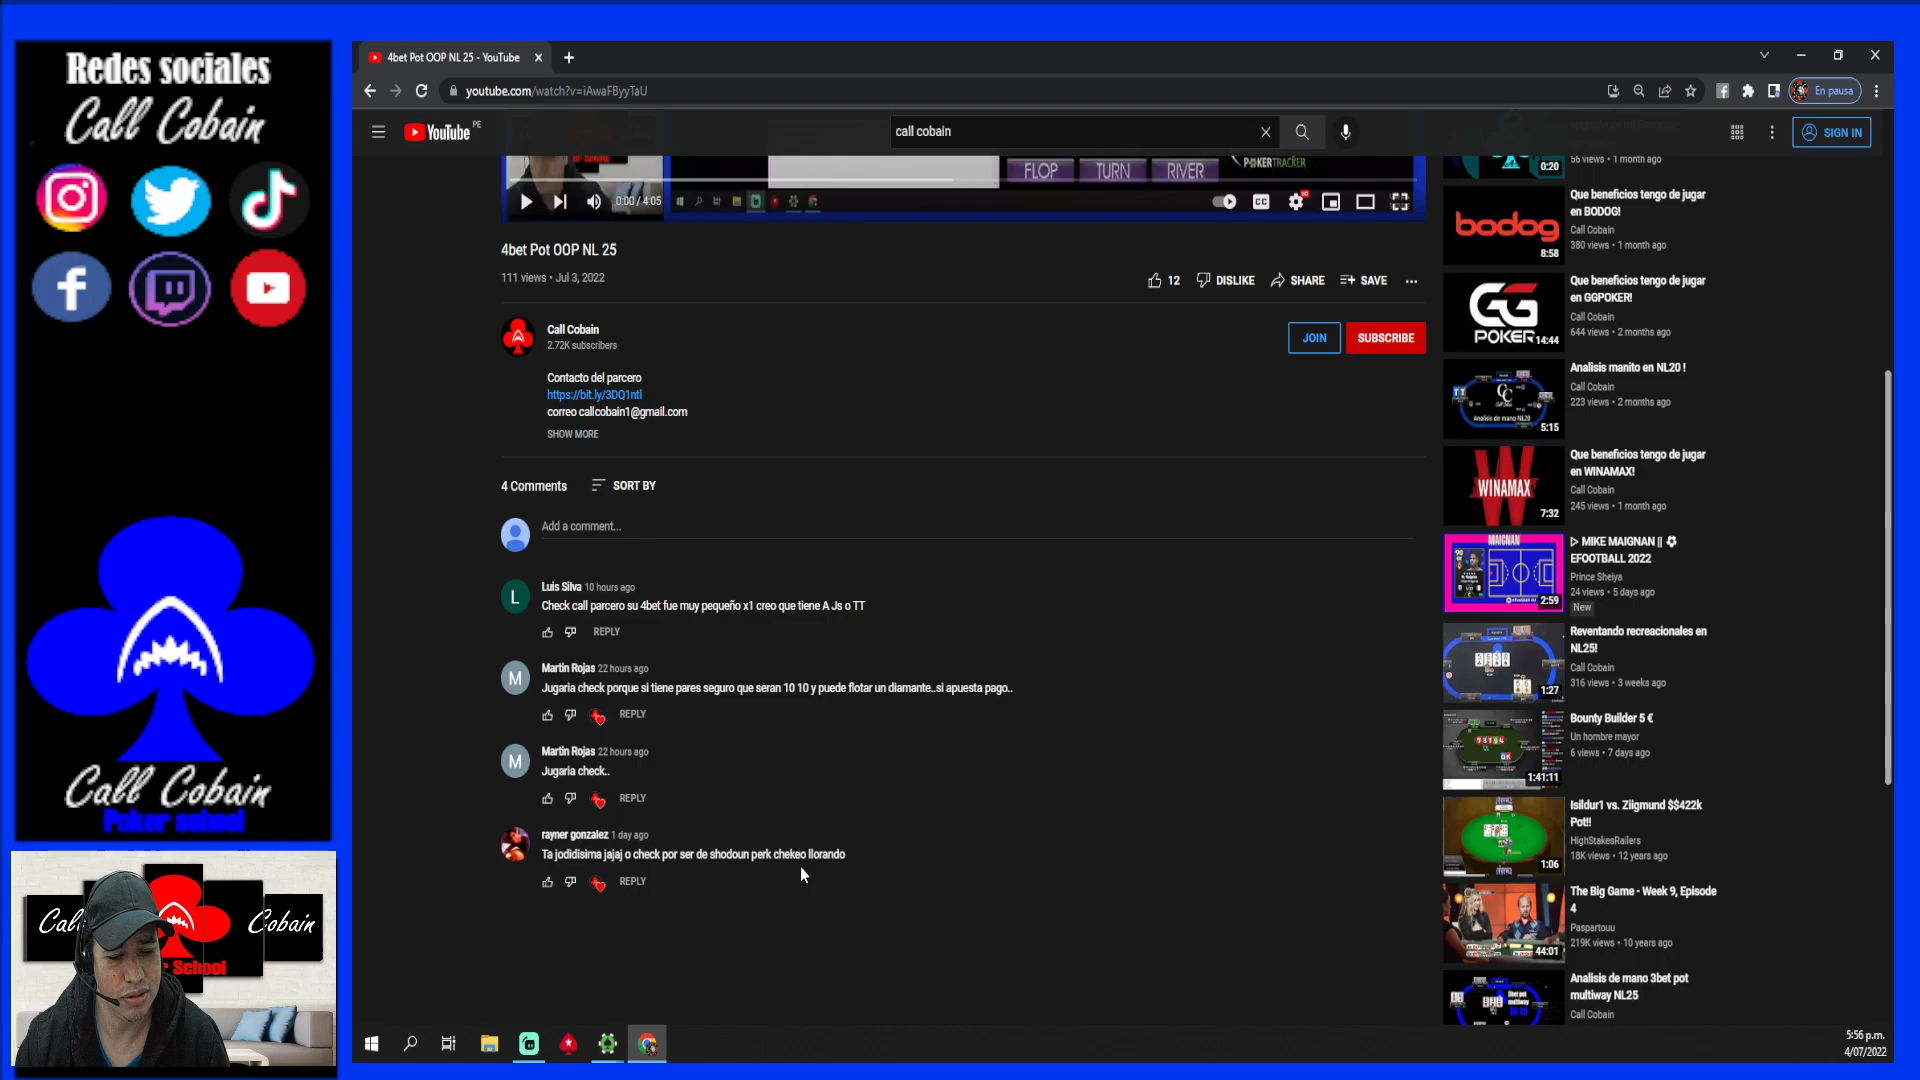 Redes sociales
Call Cobain
Call Cobain
Poker school
Cobain
School
4bet Pot OOP NL 25 - YouTube
youtube.com/watch?v=iAwaFByyTaU
En pausa
YouTube PE
call cobain
SIGN IN
FLOP
TURN
RIVER
POKERTRACKER
0:00 / 4:05
CC
HD
4bet Pot OOP NL 25
111 views • Jul 3, 2022
12
DISLIKE
SHARE
SAVE
Call Cobain
2.72K subscribers
JOIN
SUBSCRIBE
Contacto del parcero
https://bit.ly/3DQ1ntl
correo callcobain1@gmail.com
SHOW MORE
4 Comments
SORT BY
Add a comment...
L
Luis Silva 10 hours ago
Check call parcero su 4bet fue muy pequeño x1 creo que tiene A Js o TT
REPLY
M
Martin Rojas 22 hours ago
Jugaria check porque si tiene pares seguro que seran 10 10 y puede flotar un diamante..si apuesta pago..
REPLY
M
Martin Rojas 22 hours ago
Jugaria check..
REPLY
rayner gonzalez 1 day ago
Ta jodidisima jajaj o check por ser de shodoun perk chekeo llorando
REPLY
56 views • 1 month ago
0:20
bodog
8:58
Que beneficios tengo de jugar
en BODOG!
Call Cobain
380 views • 1 month ago
GG
POKER
14:44
Que beneficios tengo de jugar
en GGPOKER!
Call Cobain
644 views • 2 months ago
Analisis de mano NL20
5:15
Analisis manito en NL20 !
Call Cobain
223 views • 2 months ago
WINAMAX
7:32
Que beneficios tengo de jugar
en WINAMAX!
Call Cobain
245 views • 1 month ago
MAIGNAN
2:59
▷ MIKE MAIGNAN || ⚽
EFOOTBALL 2022
Prince Sheiya
24 views • 5 days ago
New
1:27
Reventando recreacionales en
NL25!
Call Cobain
316 views • 3 weeks ago
1:41:11
Bounty Builder 5 €
Un hombre mayor
6 views • 7 days ago
1:06
Isildur1 vs. Ziigmund $$422k
Pot!!
HighStakesRailers
18K views • 12 years ago
44:01
The Big Game - Week 9, Episode
4
Paspartouu
219K views • 10 years ago
Analisis de mano 3bet pot
multiway NL25
Call Cobain
5:56 p.m.
4/07/2022